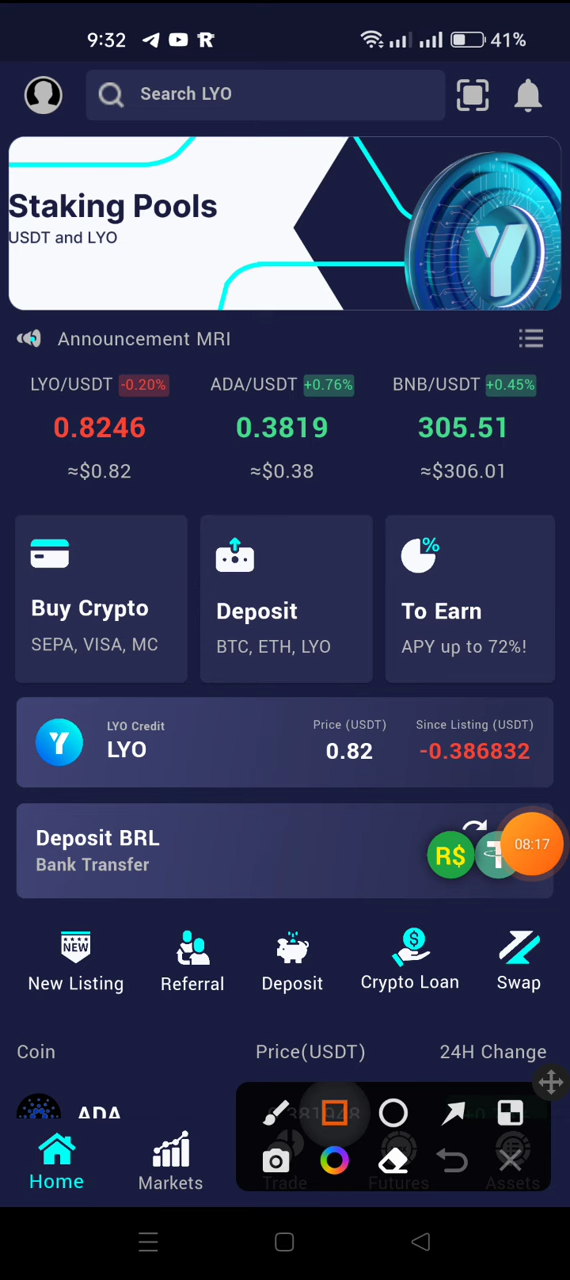 9:32 41%
Search LYO
Staking Pools
USDT and LYO
Announcement MRI
LYO/USDT -0.20% ADA/USDT +0.76% BNB/USDT +0.45%
0.8246 0.3819 305.51
≈$0.82 ≈$0.38 ≈$306.01
Buy Crypto Deposit To Earn
SEPA, VISA, MC BTC, ETH, LYO APY up to 72%!
LYO Credit Price (USDT) Since Listing (USDT)
LYO 0.82 -0.386832
Deposit BRL
Bank Transfer
R$ 08:17
NEW
New Listing Referral Deposit Crypto Loan Swap
Coin Price(USDT) 24H Change
ADA
Home Markets Trade Futures Assets